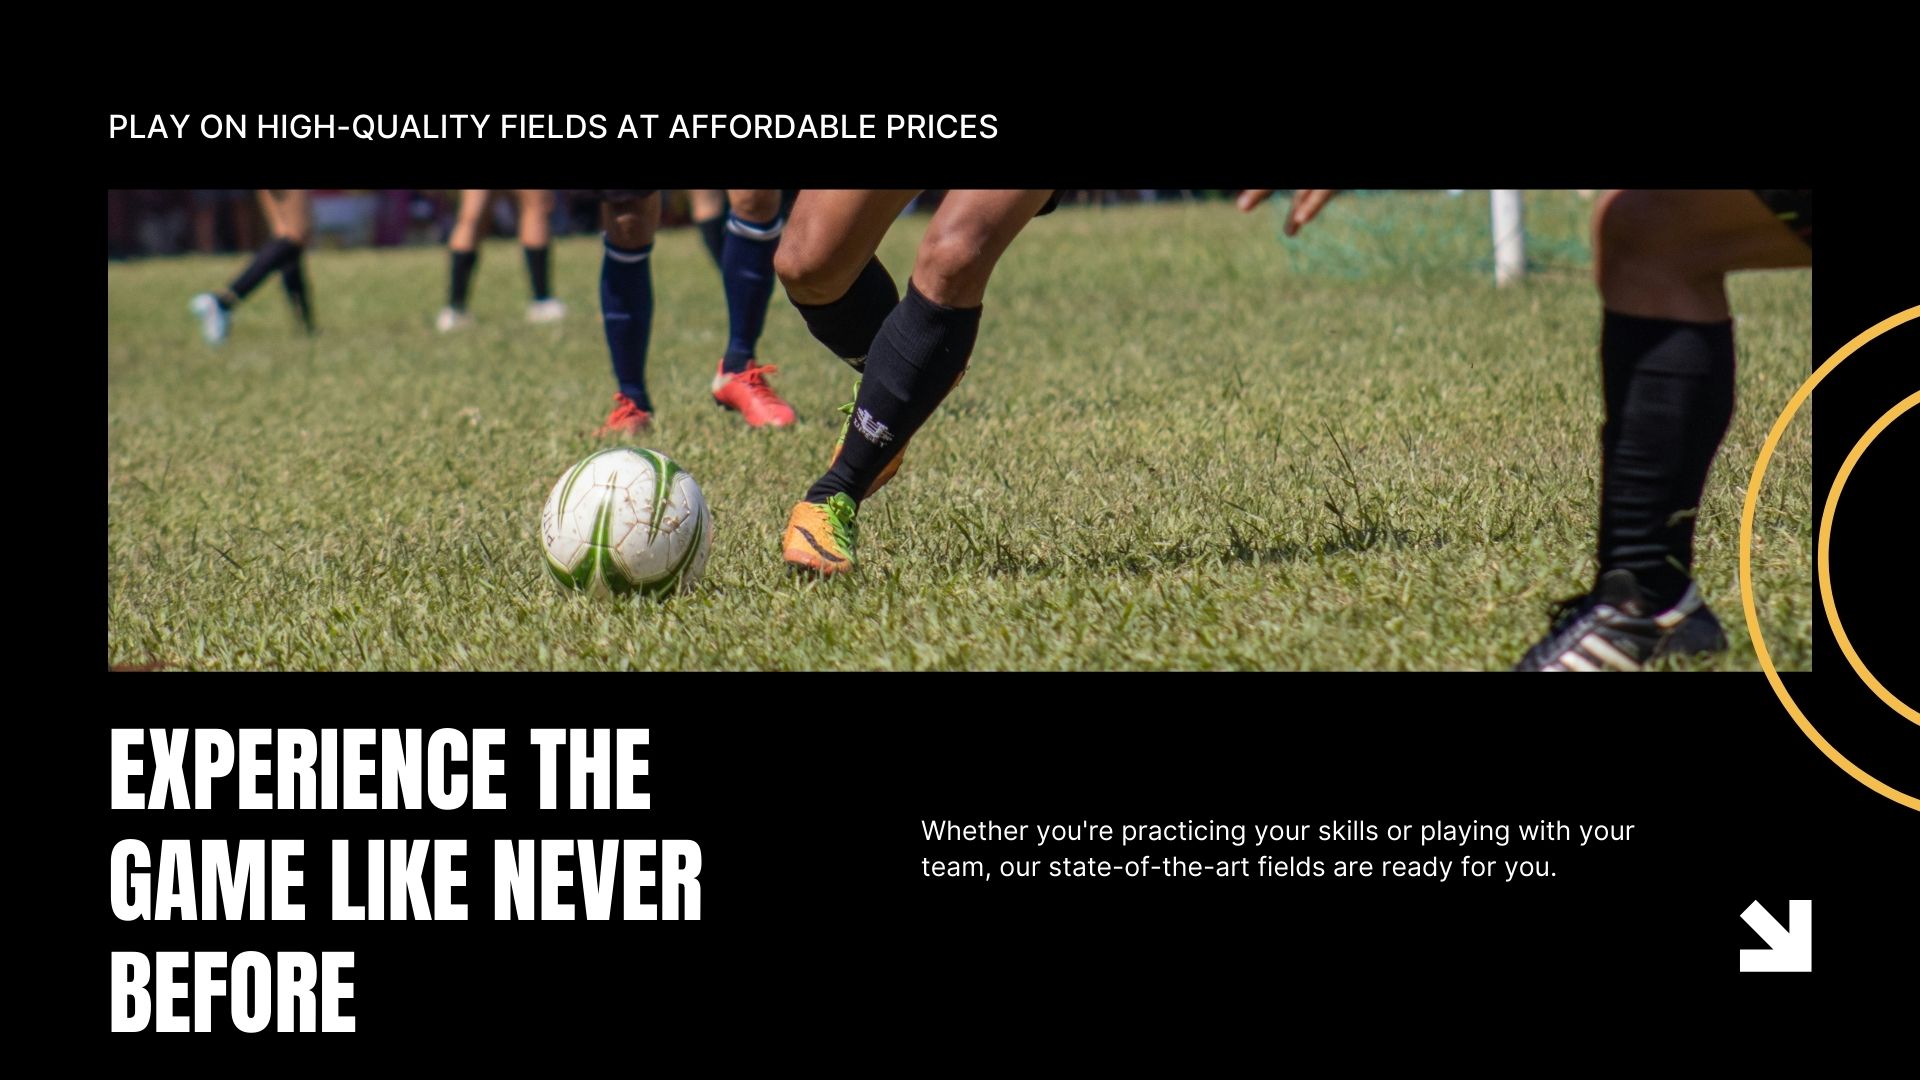 PLAY ON HIGH-QUALITY FIELDS AT AFFORDABLE PRICES
EXPERIENCE THE
GAME LIKE NEVER
BEFORE
Whether you're practicing your skills or playing with your
team, our state-of-the-art fields are ready for you.